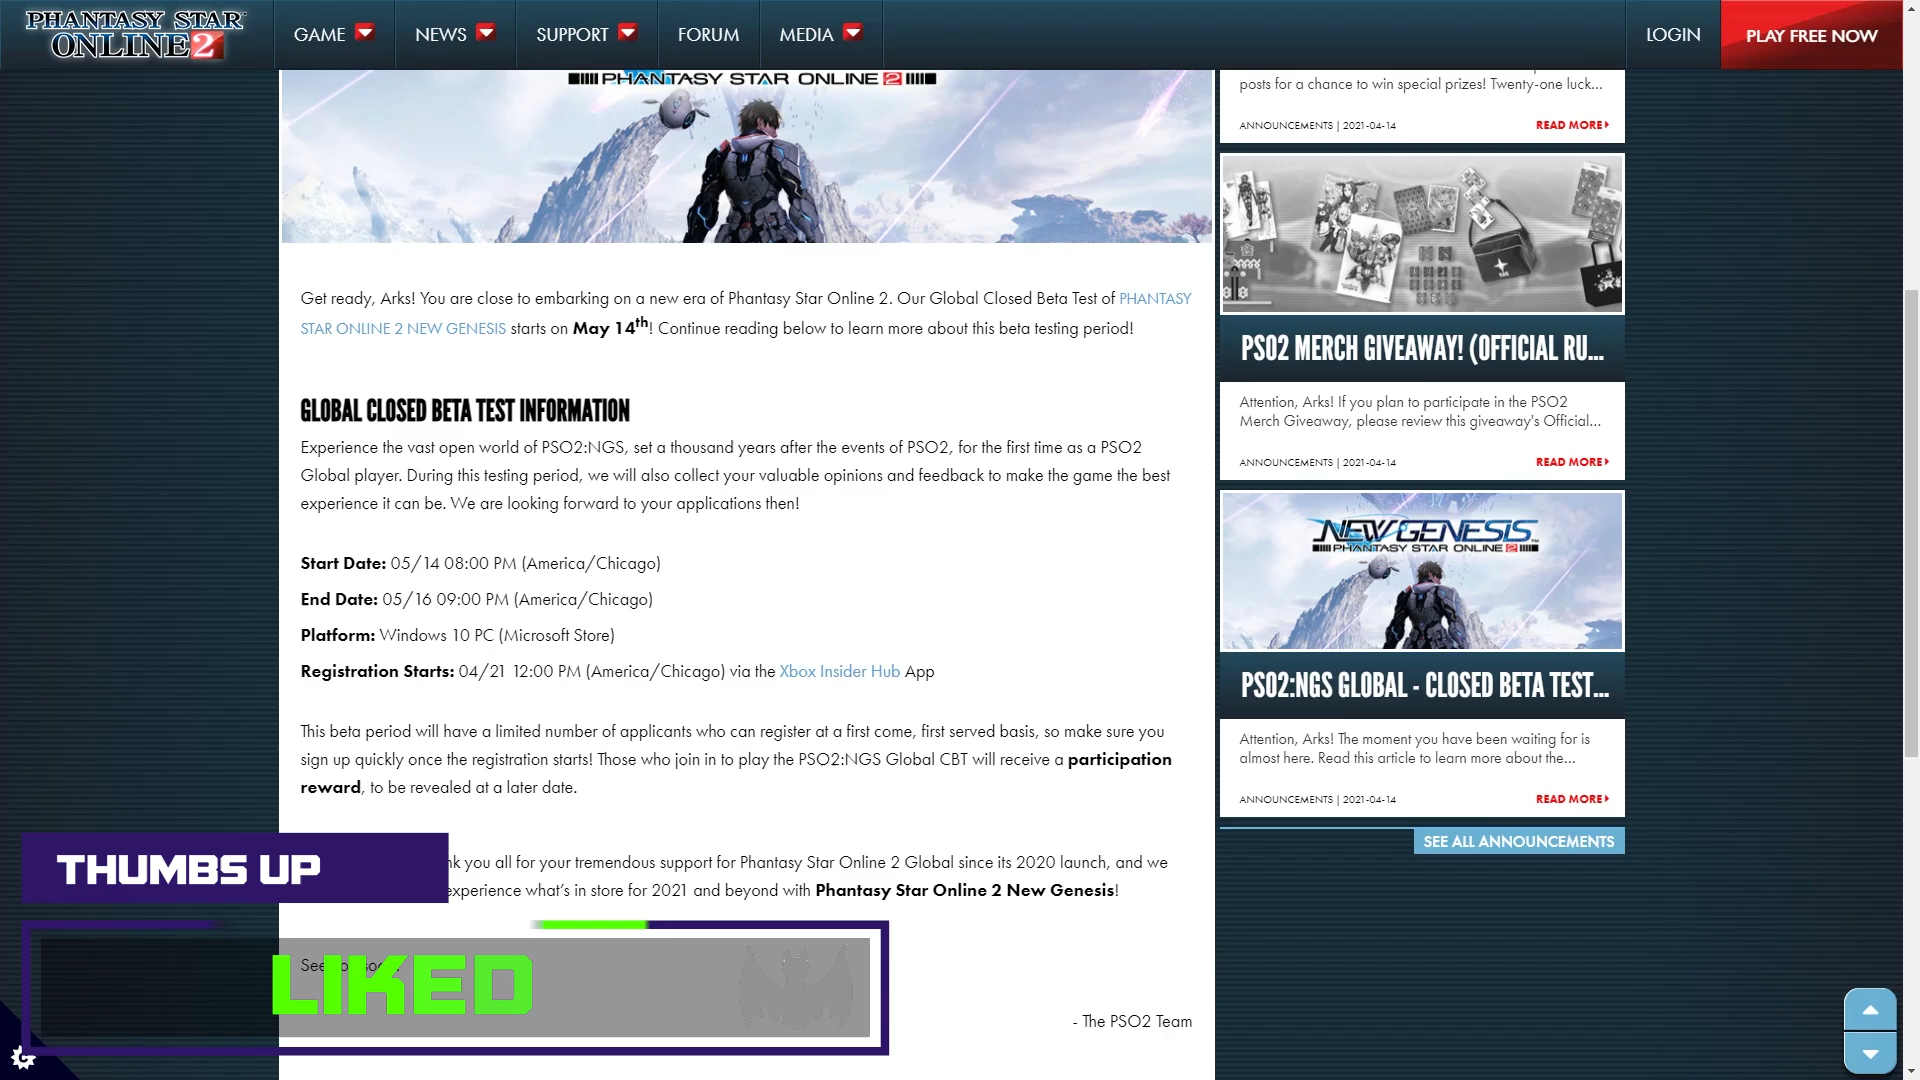 PHANTASY STAR
ONLINE 2
GAME
NEWS
SUPPORT
FORUM
MEDIA
LOGIN
PLAY FREE NOW
PHANTASY STAR ONLINE 2
Get ready, Arks! You are close to embarking on a new era of Phantasy Star Online 2. Our Global Closed Beta Test of PHANTASY
STAR ONLINE 2 NEW GENESIS starts on May 14th! Continue reading below to learn more about this beta testing period!
GLOBAL CLOSED BETA TEST INFORMATION
Experience the vast open world of PSO2:NGS, set a thousand years after the events of PSO2, for the first time as a PSO2
Global player. During this testing period, we will also collect your valuable opinions and feedback to make the game the best
experience it can be. We are looking forward to your applications then!
Start Date: 05/14 08:00 PM (America/Chicago)
End Date: 05/16 09:00 PM (America/Chicago)
Platform: Windows 10 PC (Microsoft Store)
Registration Starts: 04/21 12:00 PM (America/Chicago) via the Xbox Insider Hub App
This beta period will have a limited number of applicants who can register at a first come, first served basis, so make sure you
sign up quickly once the registration starts! Those who join in to play the PSO2:NGS Global CBT will receive a participation
reward, to be revealed at a later date.
you all for your tremendous support for Phantasy Star Online 2 Global since its 2020 launch, and we
experience what's in store for 2021 and beyond with Phantasy Star Online 2 New Genesis!
See
- The PSO2 Team
THUMBS UP
LIKED
posts for a chance to win special prizes! Twenty-one luck...
ANNOUNCEMENTS | 2021-04-14
READ MORE
PSO2 MERCH GIVEAWAY! (OFFICIAL RU...
Attention, Arks! If you plan to participate in the PSO2
Merch Giveaway, please review this giveaway's Official...
ANNOUNCEMENTS | 2021-04-14
READ MORE
NEW GENESIS
PHANTASY STAR ONLINE 2
PSO2:NGS GLOBAL - CLOSED BETA TEST...
Attention, Arks! The moment you have been waiting for is
almost here. Read this article to learn more about the...
ANNOUNCEMENTS | 2021-04-14
READ MORE
SEE ALL ANNOUNCEMENTS